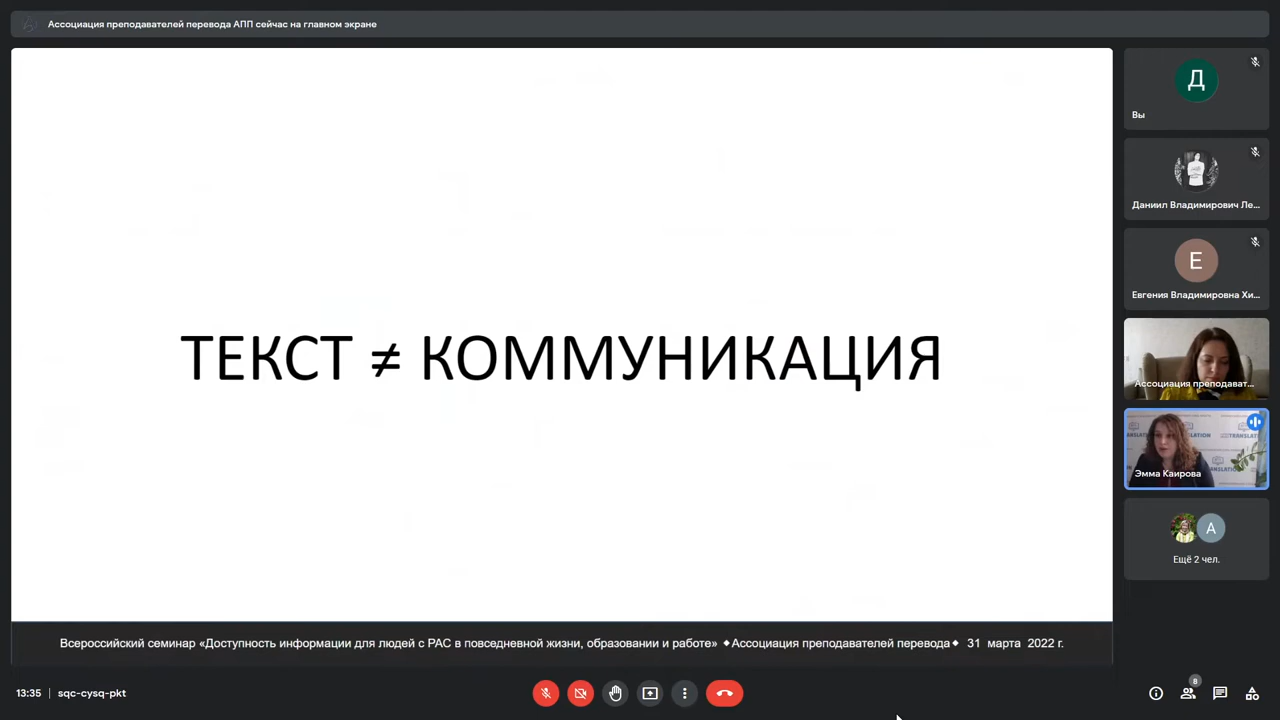 Ассоциация преподавателей перевода АПП сейчас на главном экране
Д
Вы
Даниил Владимирович Ле...
Е
Евгения Владимировна Хи...
ТЕКСТ ≠ КОММУНИКАЦИЯ
Ассоциация преподават...
TRANSLATION
Эмма Каирова
А
Ещё 2 чел.
Всероссийский семинар «Доступность информации для людей с РАС в повседневной жизни, образовании и работе» ◆Ассоциация преподавателей перевода◆ 31 марта 2022 г.
13:35 | sqc-cysq-pkt
8